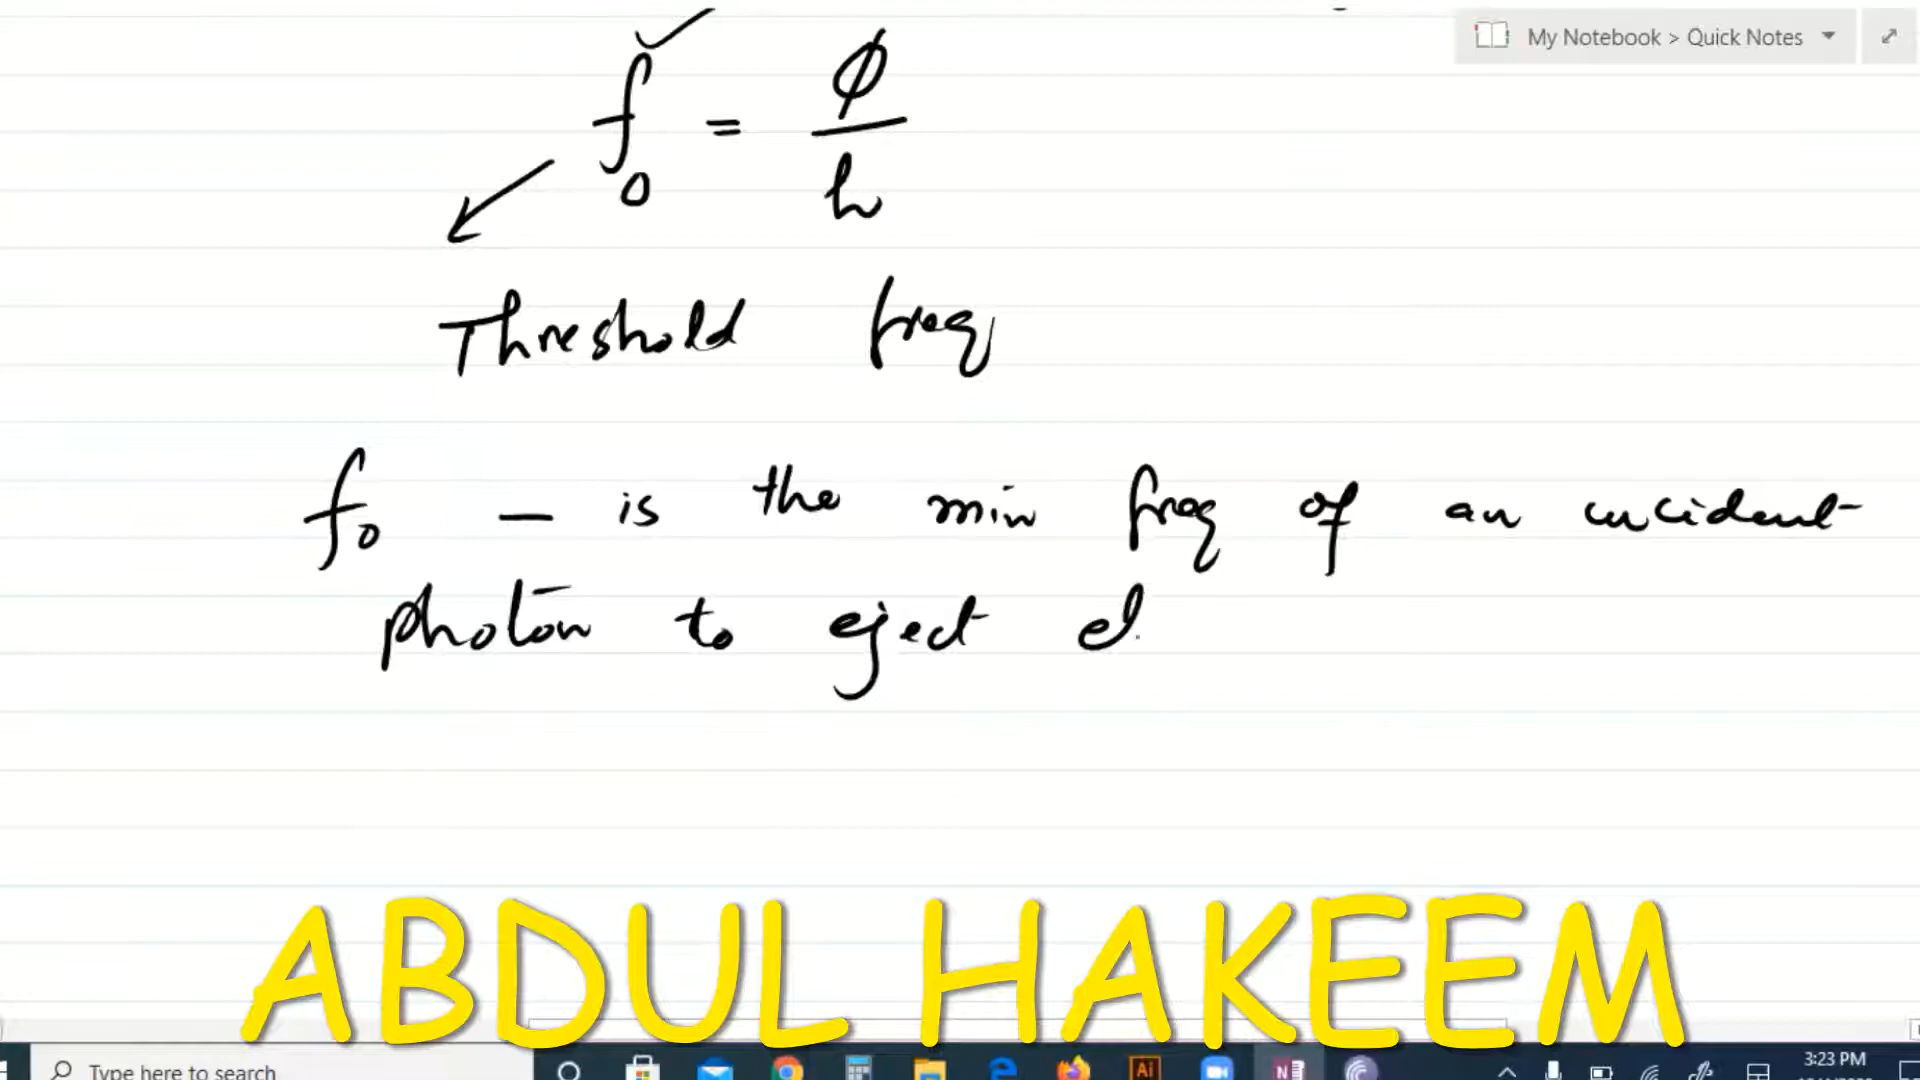 My Notebook > Quick Notes
f₀ = ϕ/h
Threshold freq
f₀ — is the min freq of an incident
photon to eject el
ABDUL HAKEEM
Type here to search
3:23 PM